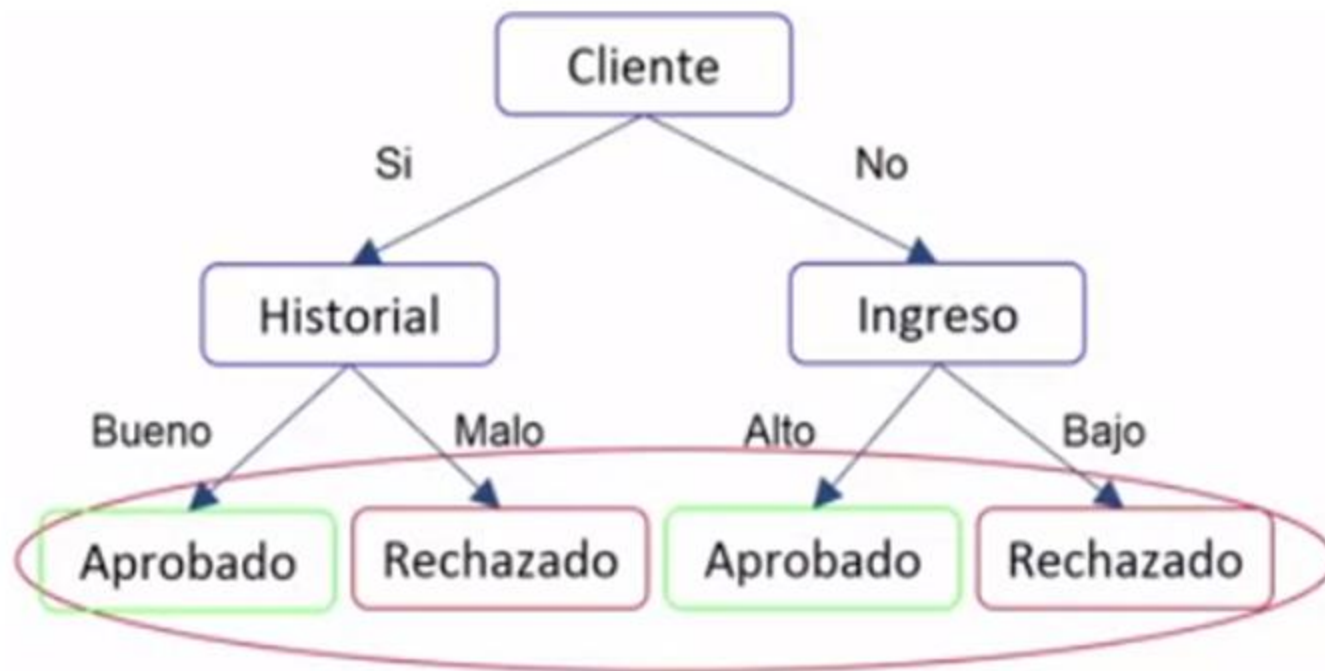 Cliente
Si
No
Historial
Ingreso
Bueno
Malo
Alto
Bajo
Aprobado
Rechazado
Aprobado
Rechazado